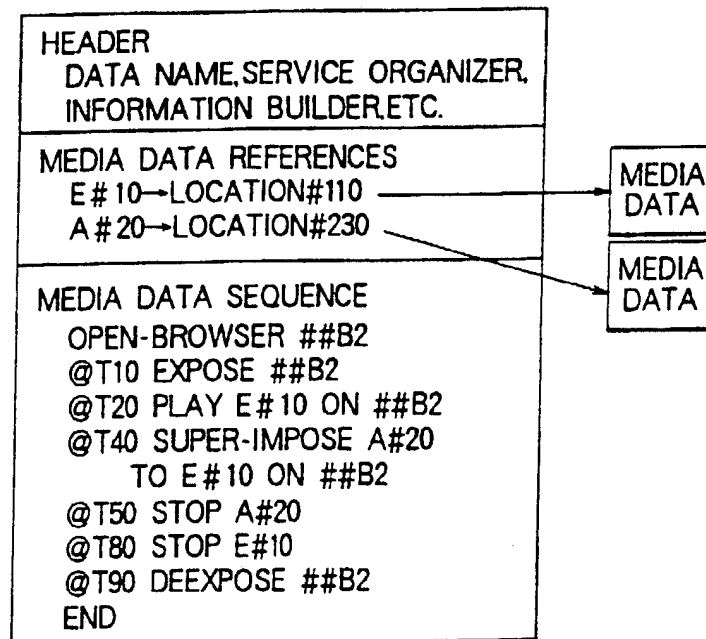 HEADER
DATA NAME,SERVICE ORGANIZER,
INFORMATION BUILDER,ETC.
MEDIA DATA REFERENCES
E#10→LOCATION#110
A#20→LOCATION#230
MEDIA
DATA
MEDIA
DATA
MEDIA DATA SEQUENCE
OPEN-BROWSER ##B2
@T10 EXPOSE ##B2
@T20 PLAY E#10 ON ##B2
@T40 SUPER-IMPOSE A#20
TO E#10 ON ##B2
@T50 STOP A#20
@T80 STOP E#10
@T90 DEEXPOSE ##B2
END